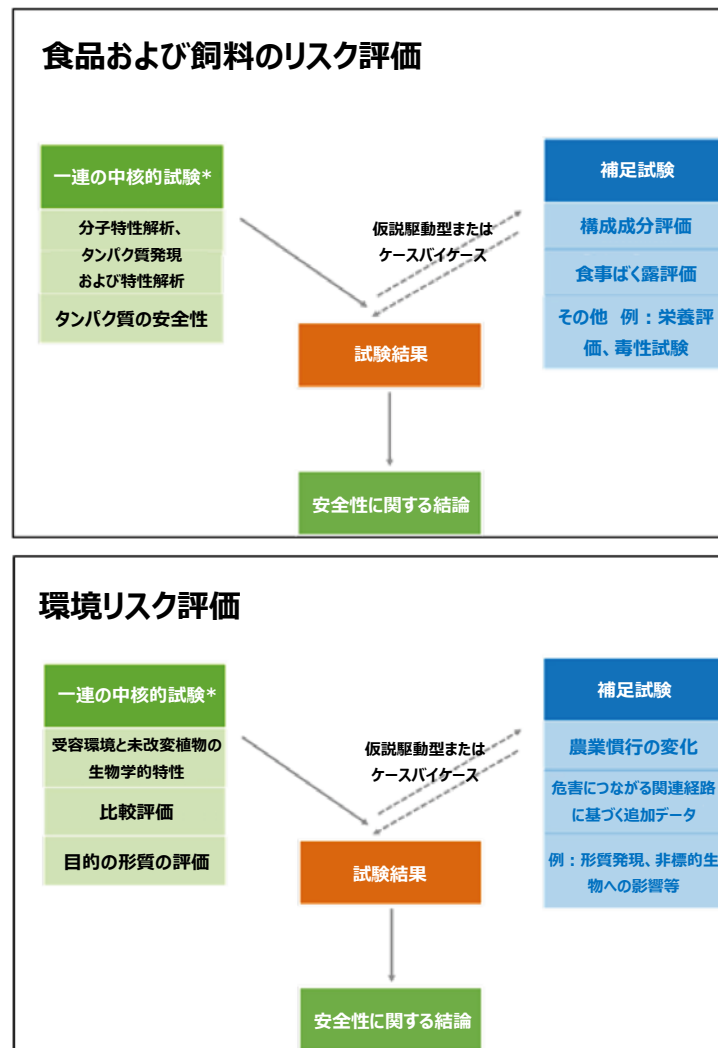 食品および飼料のリスク評価
一連の中核的試験*
分子特性解析、
タンパク質発現
および特性解析
タンパク質の安全性
仮説駆動型または
ケースバイケース
試験結果
安全性に関する結論
補足試験
構成成分評価
食事ばく露評価
その他 例：栄養評
価、毒性試験
環境リスク評価
一連の中核的試験*
受容環境と未改変植物の
生物学的特性
比較評価
目的の形質の評価
仮説駆動型または
ケースバイケース
試験結果
安全性に関する結論
補足試験
農業慣行の変化
危害につながる関連経路
に基づく追加データ
例：形質発現、非標的生
物への影響等